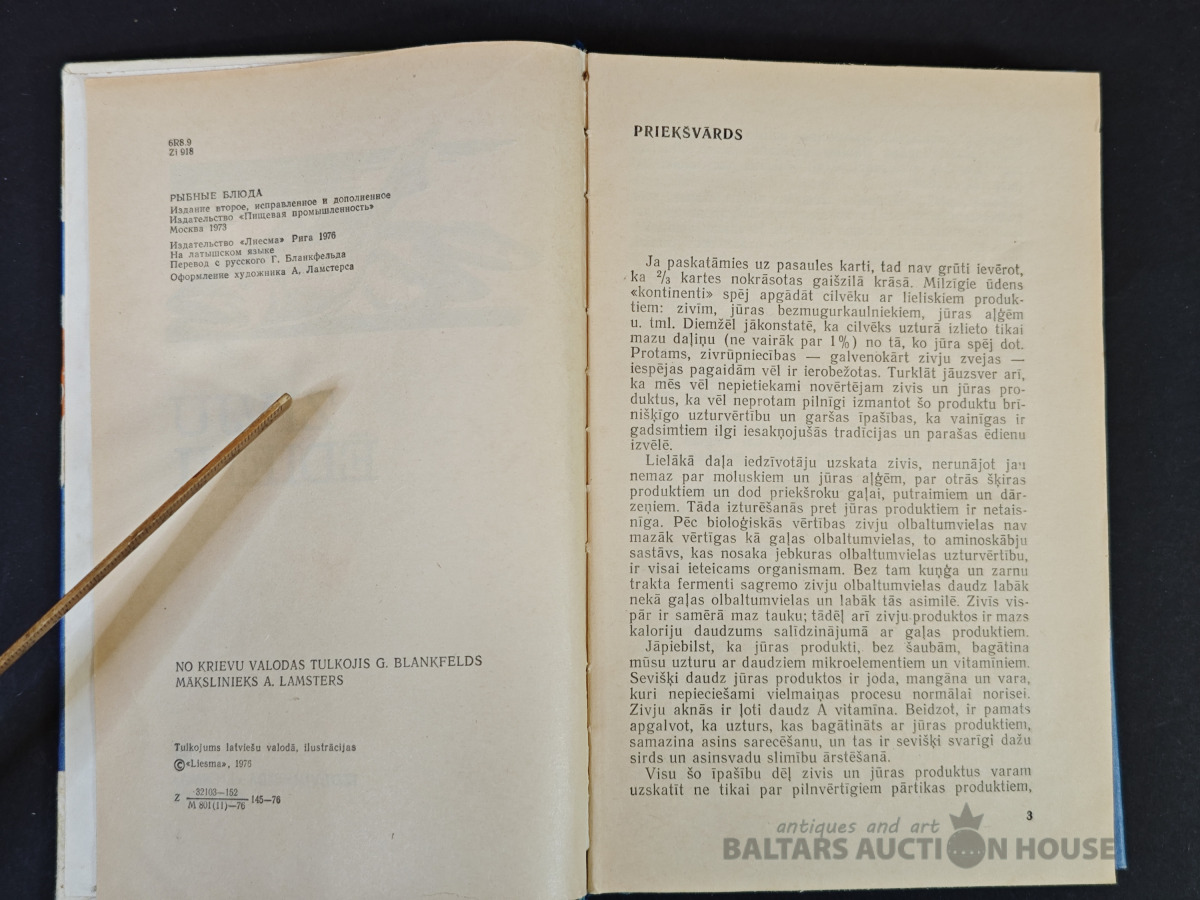 6R8.9
Zi 918
РЫБНЫЕ БЛЮДА
Издание второе, исправленное и дополненное
Издательство «Пищевая промышленность»
Москва 1973
Издательство «Лиесма» Рига 1976
На латышском языке
Перевод с русского Г. Бланкфельда
Оформление художника А. Ламстерса
NO KRIEVU VALODAS TULKOJIS G. BLANKFELDS
MĀKSLINIEKS A. LAMSTERS
Tulkojums latviešu valodā, ilustrācijas
©«Liesma», 1976
Z 32103—152 145—76
M 801(11)—76
PRIEKŠVĀRDS
Ja paskatāmies uz pasaules karti, tad nav grūti ievērot,
ka 2/3 kartes nokrāsotas gaišzilā krāsā. Milzīgie ūdens
«kontinenti» spēj apgādāt cilvēku ar lieliskiem produk-
tiem: zivīm, jūras bezmugurkaulniekiem, jūras aļģēm
u. tml. Diemžēl jākonstatē, ka cilvēks uzturā izlieto tikai
mazu daļiņu (ne vairāk par 1%) no tā, ko jūra spēj dot.
Protams, zivrūpniecības — galvenokārt zivju zvejas —
iespējas pagaidām vēl ir ierobežotas. Turklāt jāuzsver arī,
ka mēs vēl nepietiekami novērtējam zivis un jūras pro-
duktus, ka vēl neprotam pilnīgi izmantot šo produktu brī-
nišķīgo uzturvērtību un garšas īpašības, ka vainīgas ir
gadsimtiem ilgi iesakņojušās tradīcijas un parašas ēdienu
izvēlē.
Lielākā daļa iedzīvotāju uzskata zivis, nerunājot jau
nemaz par moluskiem un jūras aļģēm, par otrās šķiras
produktiem un dod priekšroku gaļai, putraimiem un dār-
zeņiem. Tāda izturēšanās pret jūras produktiem ir netais-
nīga. Pēc bioloģiskās vērtības zivju olbaltumvielas nav
mazāk vērtīgas kā gaļas olbaltumvielas, to aminoskābju
sastāvs, kas nosaka jebkuras olbaltumvielas uzturvērtību,
ir visai ieteicams organismam. Bez tam kuņģa un zarnu
trakta fermenti sagremo zivju olbaltumvielas daudz labāk
nekā gaļas olbaltumvielas un labāk tās asimilē. Zivīs vis-
pār ir samērā maz tauku; tādēļ arī zivju produktos ir mazs
kaloriju daudzums salīdzinājumā ar gaļas produktiem.
Jāpiebilst, ka jūras produkti, bez šaubām, bagātina
mūsu uzturu ar daudziem mikroelementiem un vitamīniem.
Sevišķi daudz jūras produktos ir joda, mangāna un vara,
kuri nepieciešami vielmaiņas procesu normālai norisei.
Zivju aknās ir ļoti daudz A vitamīna. Beidzot, ir pamats
apgalvot, ka uzturs, kas bagātināts ar jūras produktiem,
samazina asins sarecēšanu, un tas ir sevišķi svarīgi dažu
sirds un asinsvadu slimību ārstēšanā.
Visu šo īpašību dēļ zivis un jūras produktus varam
uzskatīt ne tikai par pilnvērtīgiem pārtikas produktiem,
3
antiques and art
BALTARS AUCTION HOUSE